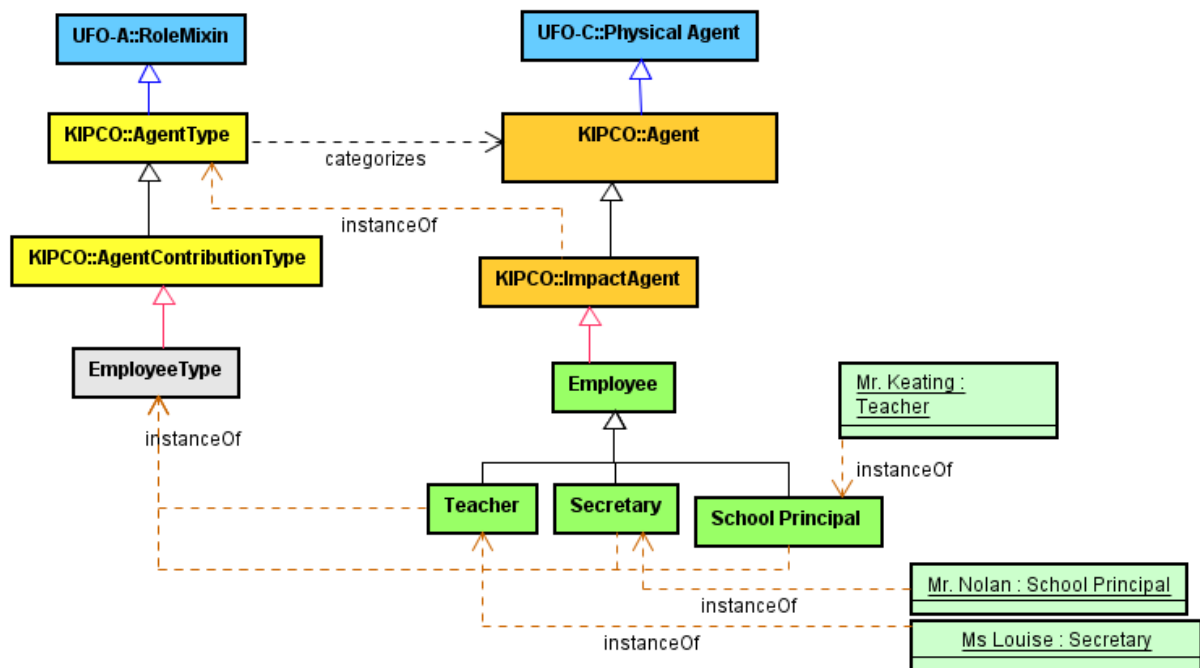 UFO-A::RoleMixin
UFO-C::Physical Agent
KIPCO::AgentType
KIPCO::Agent
categorizes
instanceOf
KIPCO::AgentContributionType
KIPCO::ImpactAgent
EmployeeType
Employee
Mr. Keating :
Teacher
instanceOf
instanceOf
Teacher
Secretary
School Principal
Mr. Nolan : School Principal
instanceOf
Ms Louise : Secretary
instanceOf